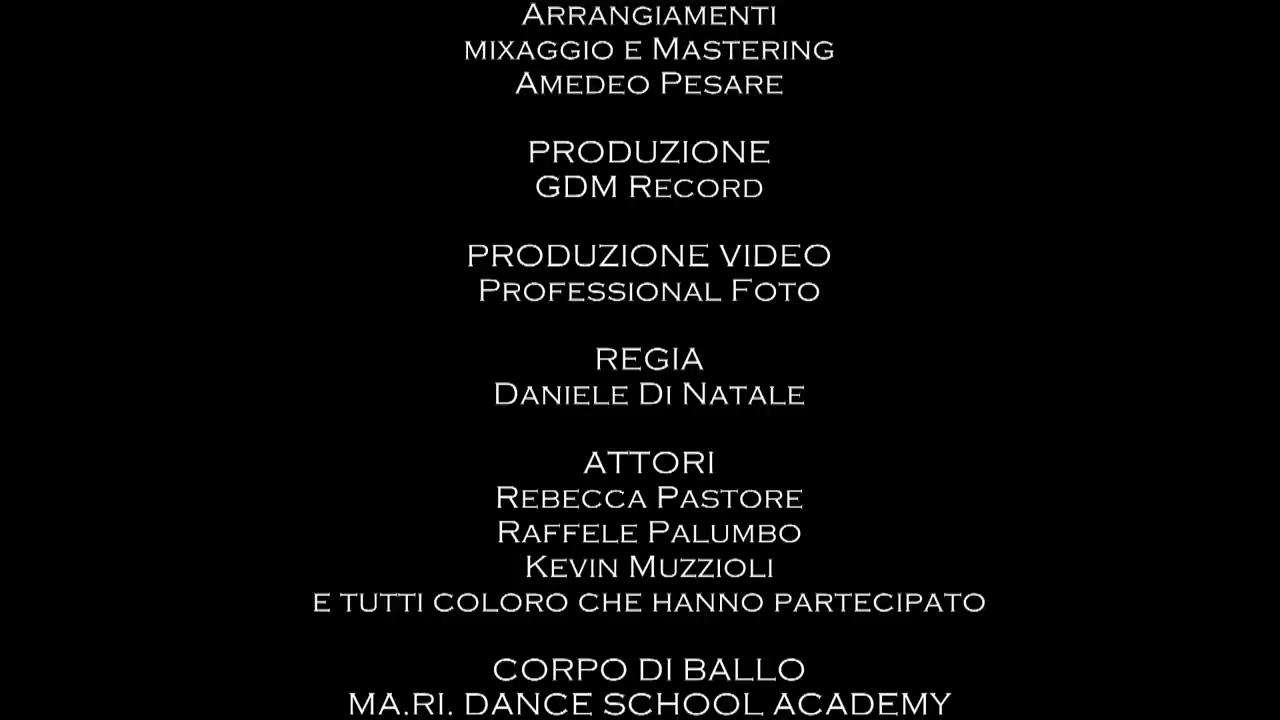 Arrangiamenti
mixaggio e Mastering
Amedeo Pesare
PRODUZIONE
GDM Record
PRODUZIONE VIDEO
Professional Foto
REGIA
Daniele Di Natale
ATTORI
Rebecca Pastore
Raffele Palumbo
Kevin Muzzioli
e tutti coloro che hanno partecipato
CORPO DI BALLO
MA.RI. DANCE SCHOOL ACADEMY